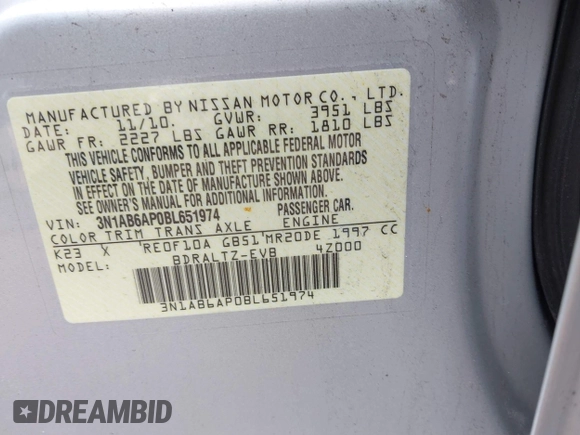 MANUFACTURED BY NISSAN MOTOR CO., LTD.
DATE: 11/10. GVWR: 3951 LBS
GAWR FR: 2227 LBS GAWR RR: 1810 LBS
THIS VEHICLE CONFORMS TO ALL APPLICABLE FEDERAL MOTOR
VEHICLE SAFETY, BUMPER AND THEFT PREVENTION STANDARDS
IN EFFECT ON THE DATE OF MANUFACTURE SHOWN ABOVE.
SEE OWNER'S MANUAL FOR ADDITIONAL INFORMATION.
VIN: 3N1AB6AP0BL651974 PASSENGER CAR.
COLOR TRIM TRANS AXLE ENGINE
K23 X 'RE0F10A GB51'MR20DE 1997 CC
MODEL: BDRALTZ-EVB 4Z000
3N1AB6AP0BL651974
DREAMBID